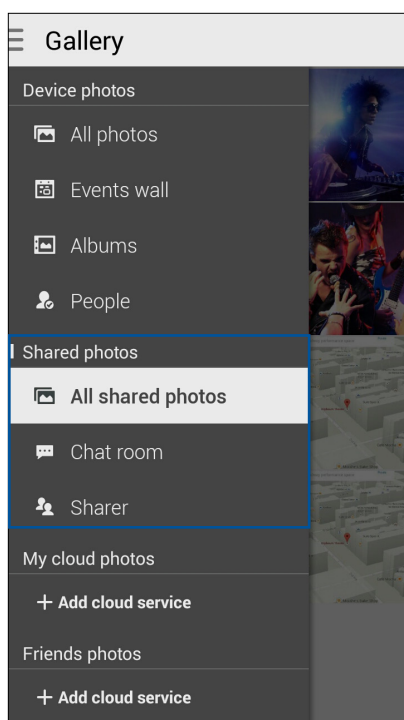 Gallery
Device photos
All photos
Events wall
Albums
People
Shared photos
All shared photos
Chat room
Sharer
My cloud photos
+ Add cloud service
Friends photos
+ Add cloud service